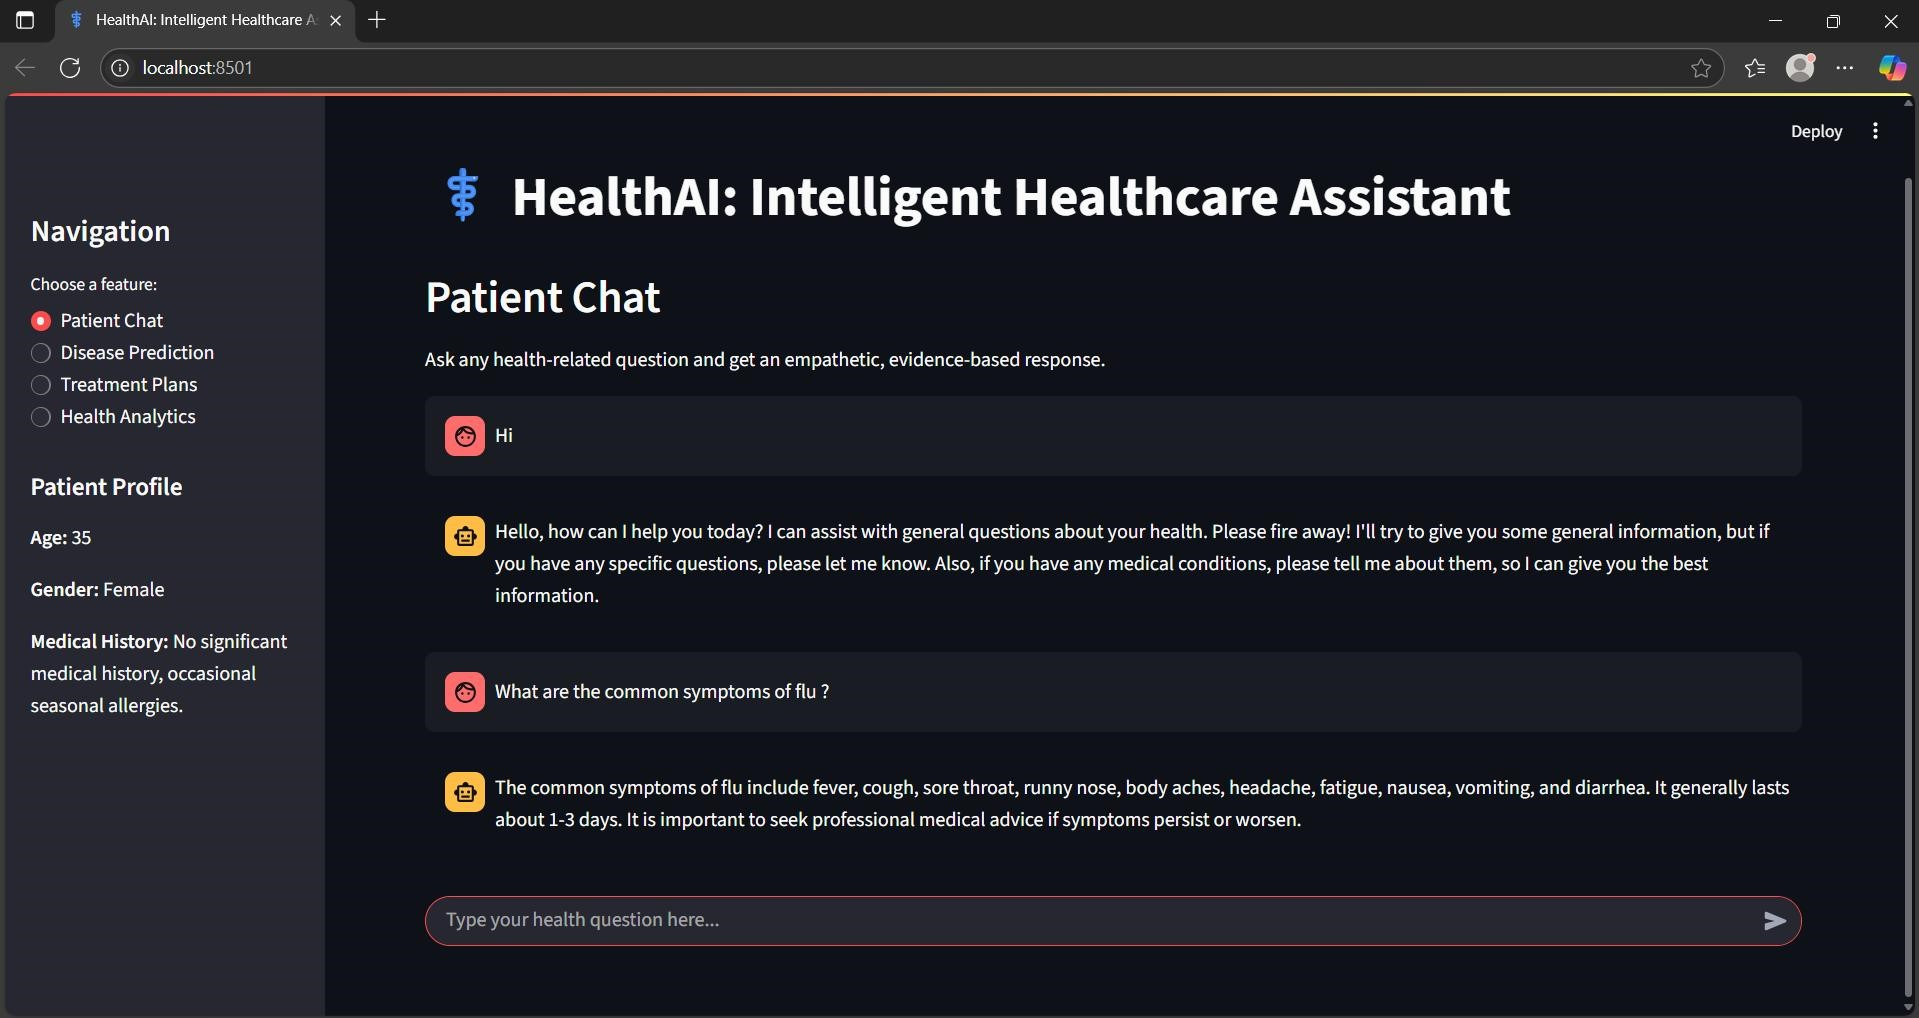 HealthAI: Intelligent Healthcare A
localhost:8501
Deploy
HealthAI: Intelligent Healthcare Assistant
Navigation
Choose a feature:
Patient Chat
Disease Prediction
Treatment Plans
Health Analytics
Patient Profile
Age: 35
Gender: Female
Medical History: No significant
medical history, occasional
seasonal allergies.
Patient Chat
Ask any health-related question and get an empathetic, evidence-based response.
Hi
Hello, how can I help you today? I can assist with general questions about your health. Please fire away! I'll try to give you some general information, but if
you have any specific questions, please let me know. Also, if you have any medical conditions, please tell me about them, so I can give you the best
information.
What are the common symptoms of flu ?
The common symptoms of flu include fever, cough, sore throat, runny nose, body aches, headache, fatigue, nausea, vomiting, and diarrhea. It generally lasts
about 1-3 days. It is important to seek professional medical advice if symptoms persist or worsen.
Type your health question here...